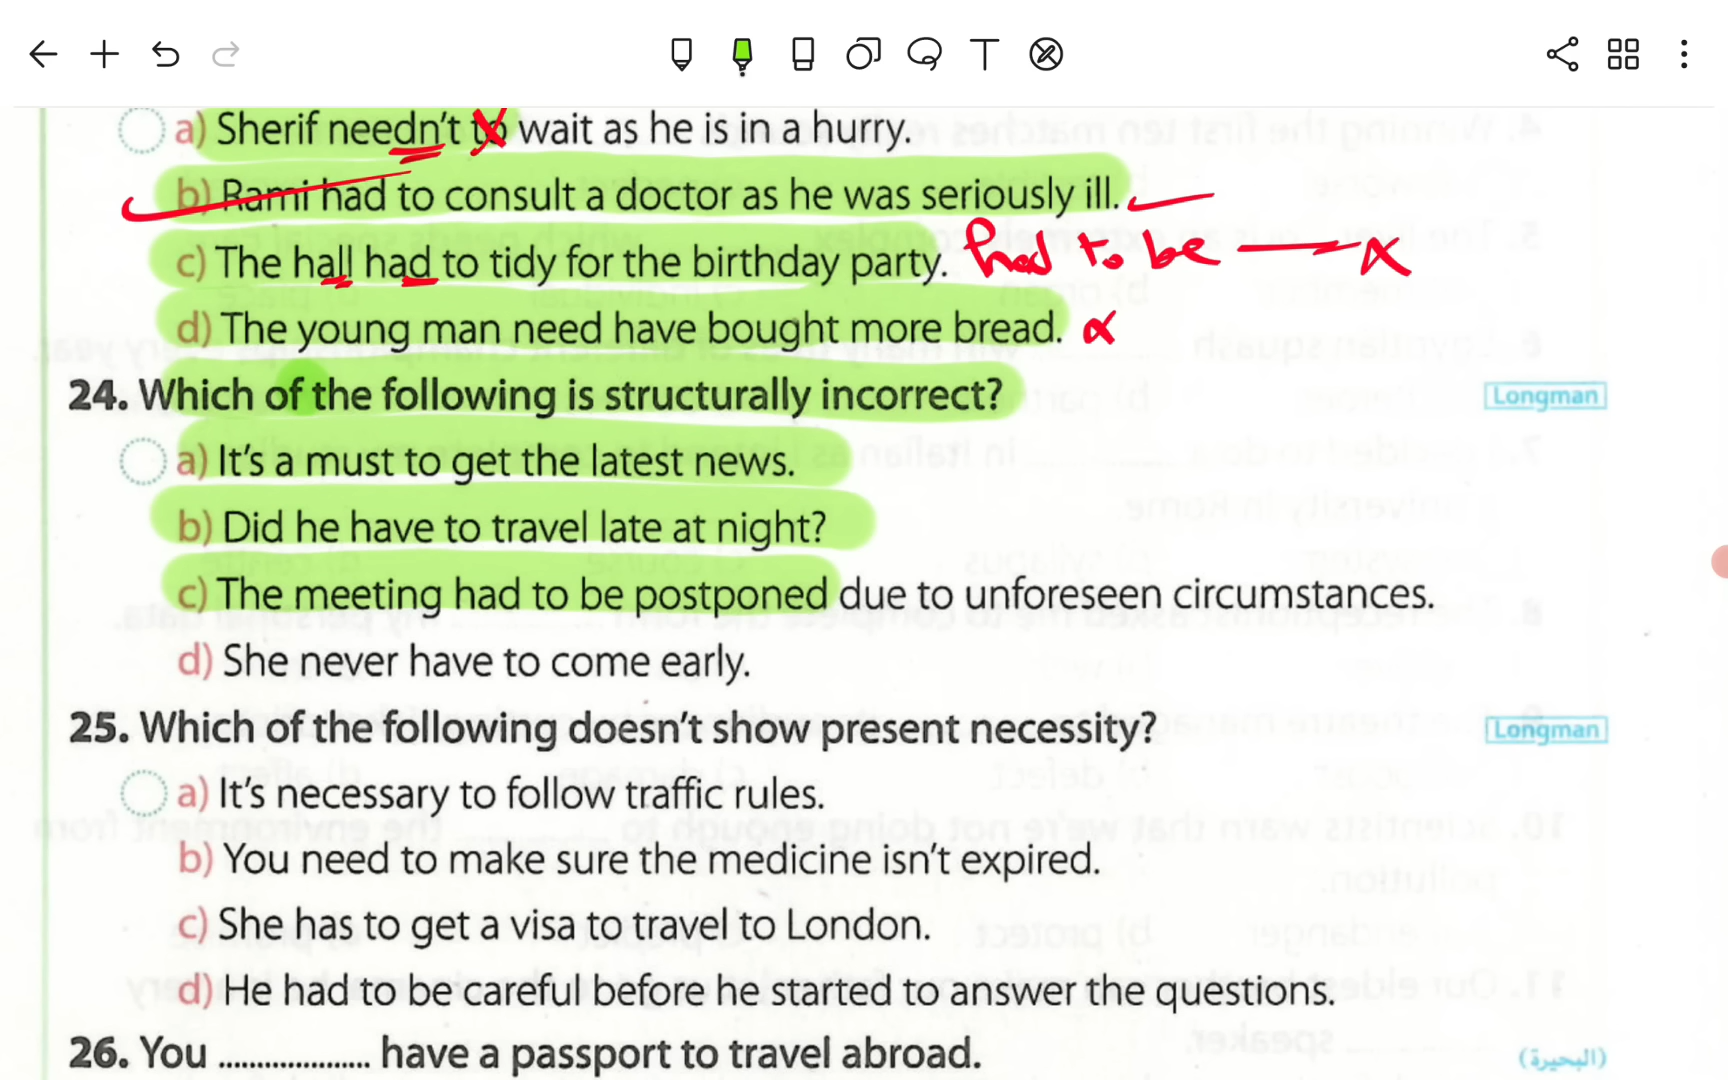 a) Sherif needn't to wait as he is in a hurry.
b) Rami had to consult a doctor as he was seriously ill.
c) The hall had to tidy for the birthday party. had to be
d) The young man need have bought more bread.
24. Which of the following is structurally incorrect? Longman
a) It's a must to get the latest news.
b) Did he have to travel late at night?
c) The meeting had to be postponed due to unforeseen circumstances.
d) She never have to come early.
25. Which of the following doesn't show present necessity? Longman
a) It's necessary to follow traffic rules.
b) You need to make sure the medicine isn't expired.
c) She has to get a visa to travel to London.
d) He had to be careful before he started to answer the questions.
26. You .................... have a passport to travel abroad. (البحيرة)